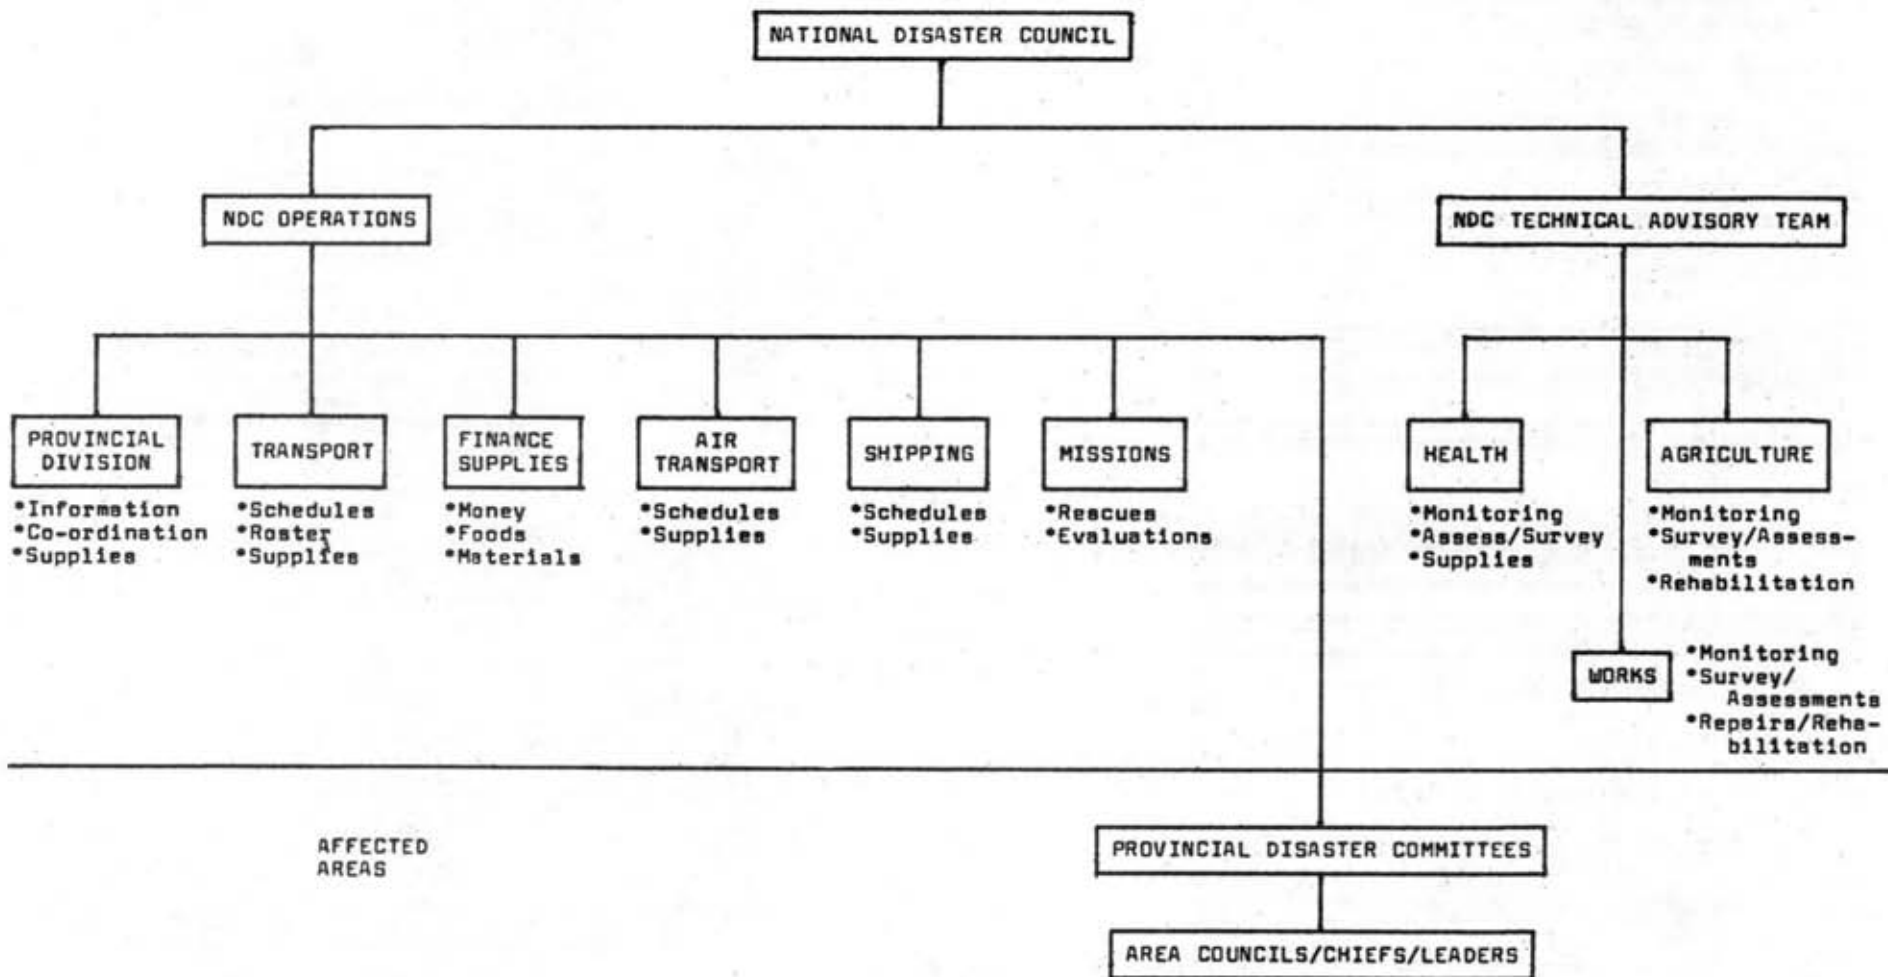 NATIONAL DISASTER COUNCIL
NDC OPERATIONS
NDC TECHNICAL ADVISORY TEAM
PROVINCIAL
DIVISION
*Information
*Co-ordination
*Supplies
TRANSPORT
*Schedules
*Roster
*Supplies
FINANCE
SUPPLIES
*Money
*Foods
*Materials
AIR
TRANSPORT
*Schedules
*Supplies
SHIPPING
*Schedules
*Supplies
MISSIONS
*Rescues
*Evaluations
HEALTH
*Monitoring
*Assess/Survey
*Supplies
AGRICULTURE
*Monitoring
*Survey/Assess-
ments
*Rehabilitation
WORKS
*Monitoring
*Survey/
Assessments
*Repairs/Reha-
bilitation
AFFECTED
AREAS
PROVINCIAL DISASTER COMMITTEES
AREA COUNCILS/CHIEFS/LEADERS